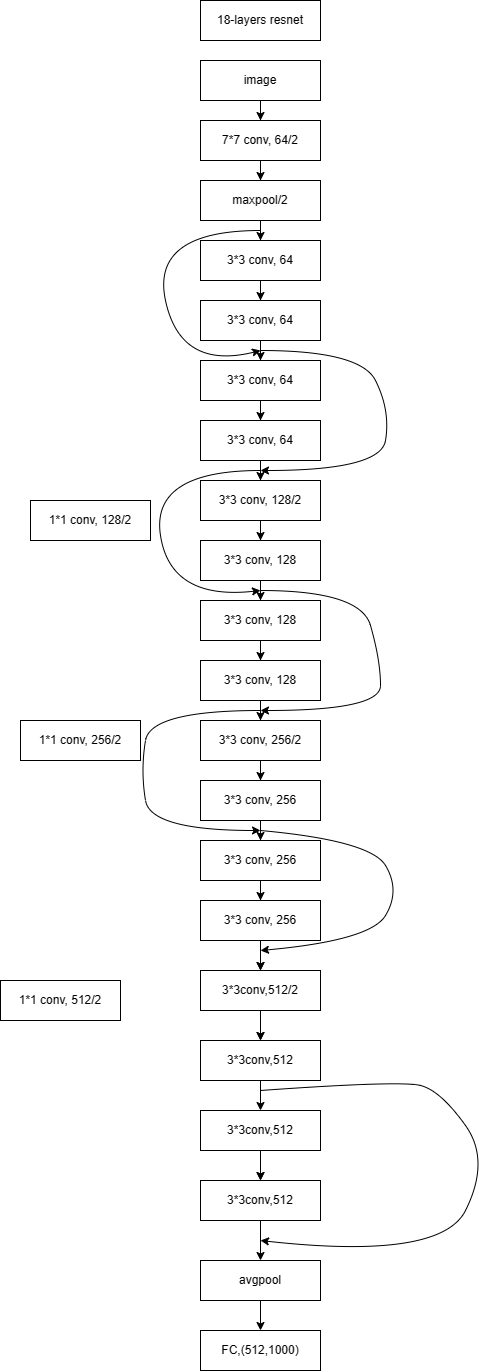 18-layers resnet
image
7*7 conv, 64/2
maxpool/2
3*3 conv, 64
3*3 conv, 64
3*3 conv, 64
3*3 conv, 64
3*3 conv, 128/2
1*1 conv, 128/2
3*3 conv, 128
3*3 conv, 128
3*3 conv, 128
1*1 conv, 256/2
3*3 conv, 256/2
3*3 conv, 256
3*3 conv, 256
3*3 conv, 256
3*3conv,512/2
1*1 conv, 512/2
3*3conv,512
3*3conv,512
3*3conv,512
avgpool
FC,(512,1000)